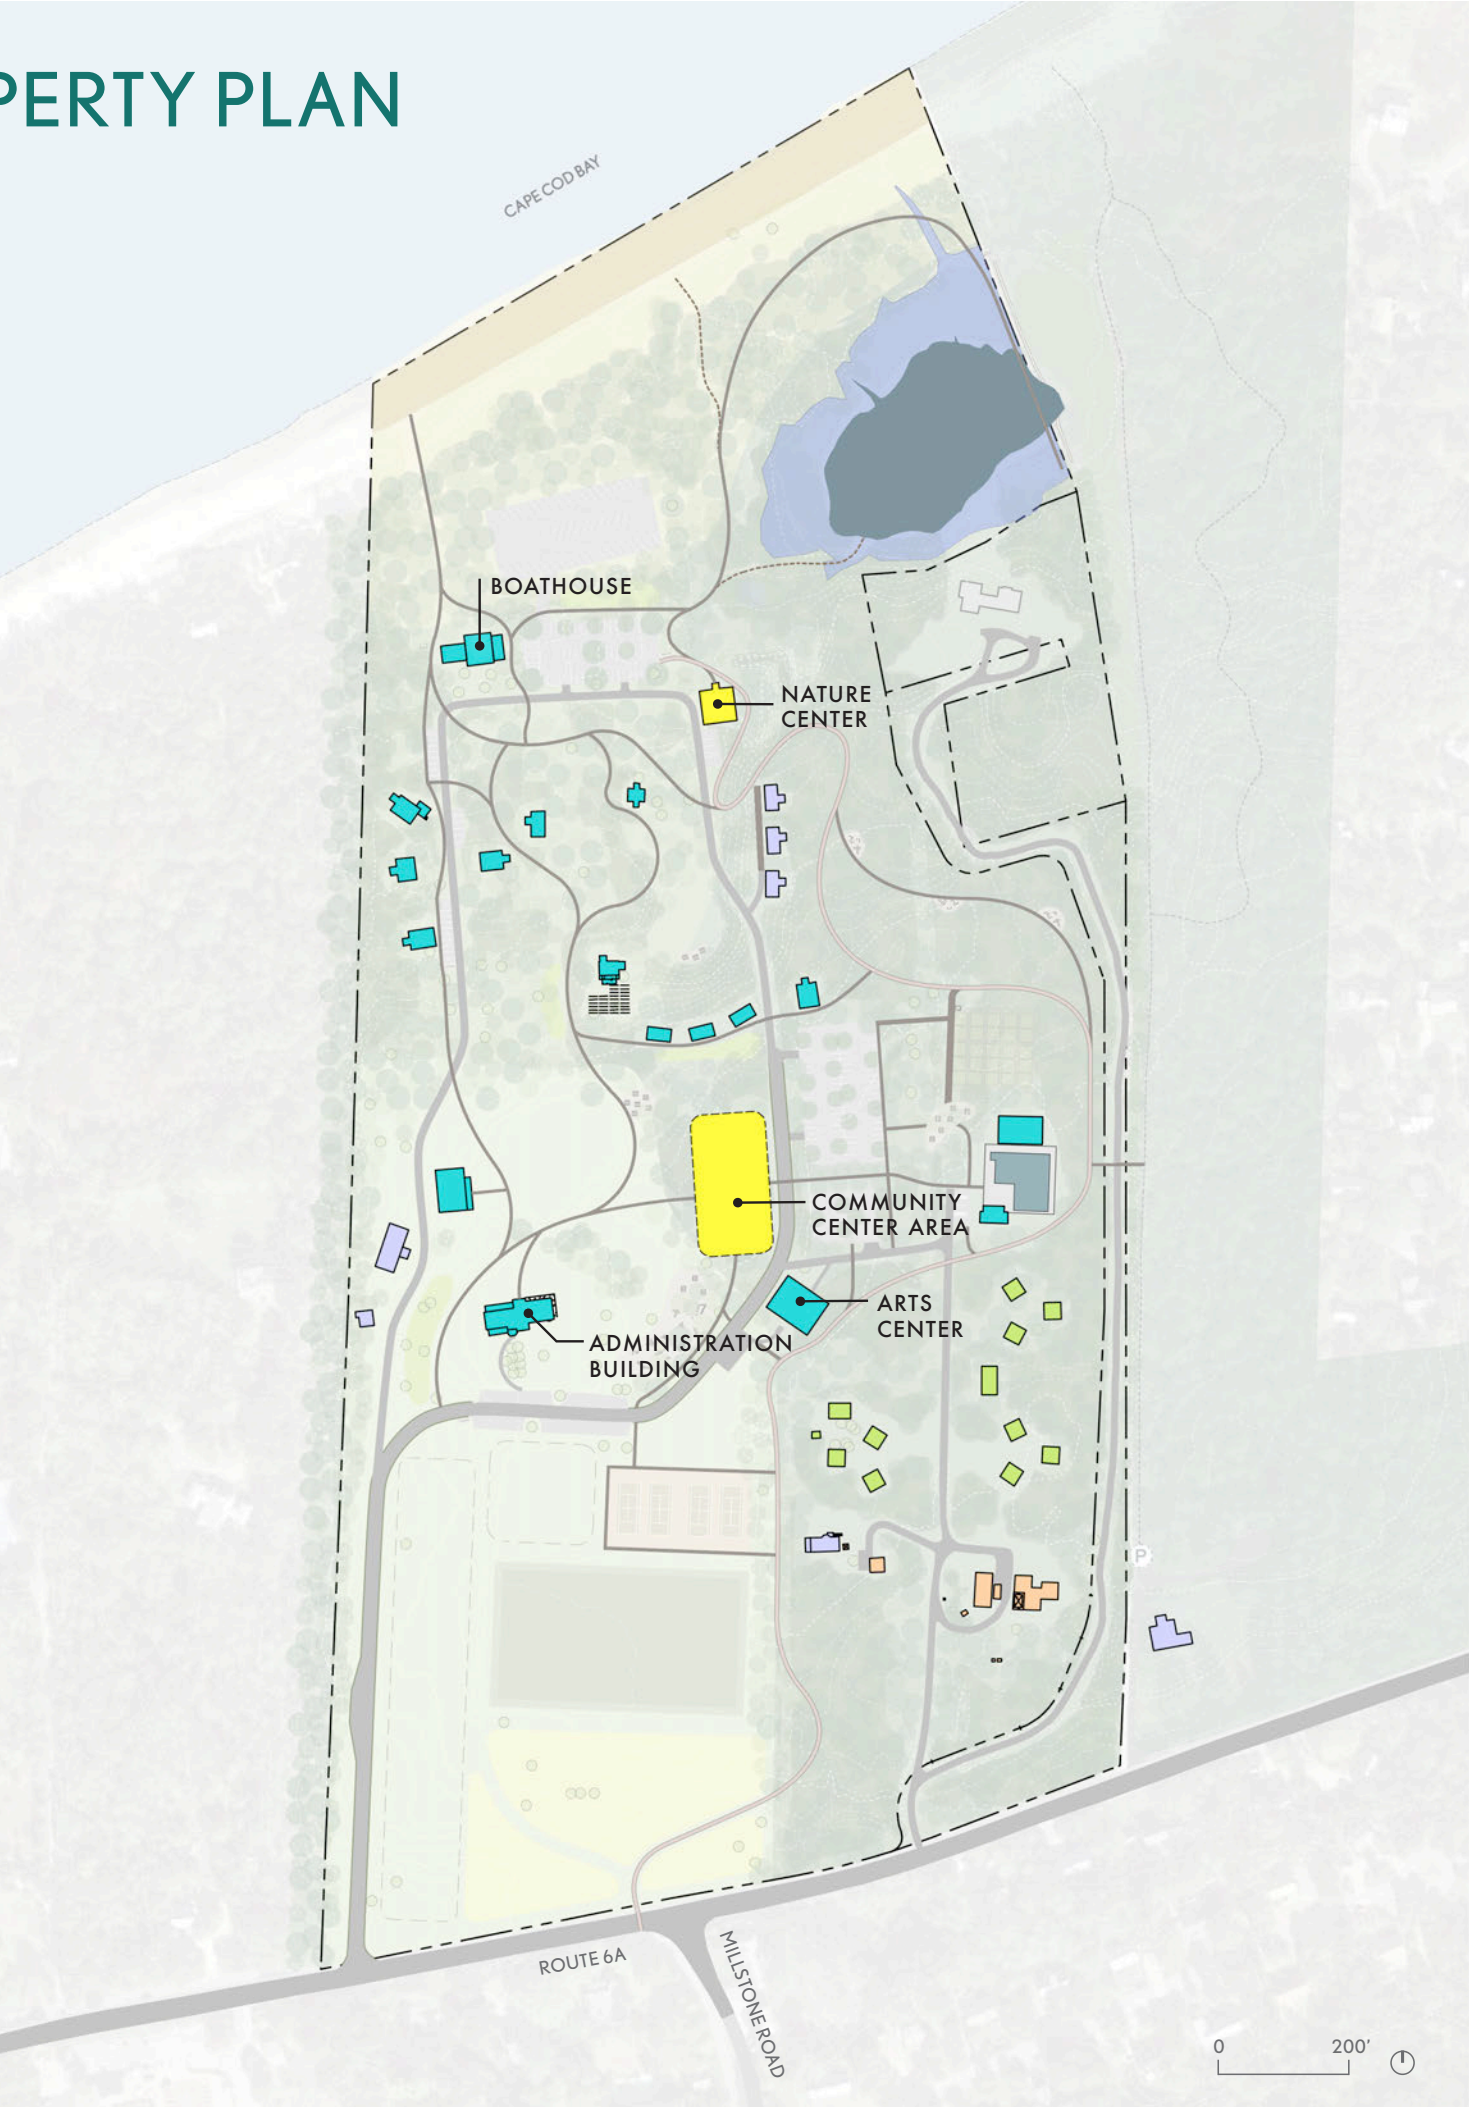 PERTY PLAN
CAPE COD BAY
BOATHOUSE
NATURE
CENTER
COMMUNITY
CENTER AREA
ARTS
CENTER
ADMINISTRATION
BUILDING
P
ROUTE 6A
MILLSTONE ROAD
0 200'